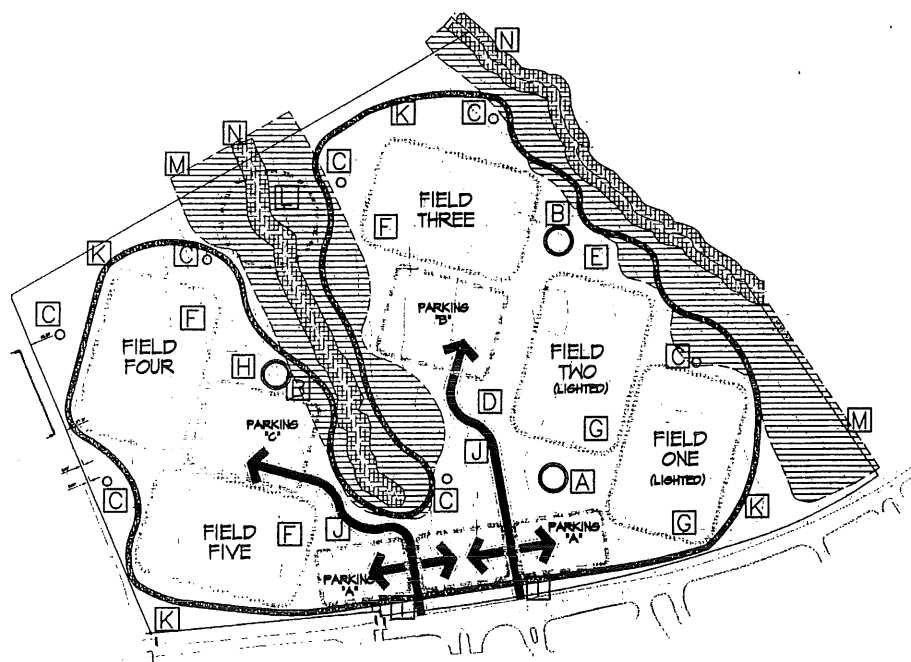 N
K
C
N
M
C
L
FIELD
THREE
F
B
E
K
C
C
F
PARKING
"B"
FIELD
FOUR
H
B
FIELD
TWO
(LIGHTED)
C
D
M
PARKING
"C"
G
FIELD
ONE
(LIGHTED)
J
C
C
A
K
FIELD
FIVE
F
J
PARKING
"A"
G
PARKING
"A"
K